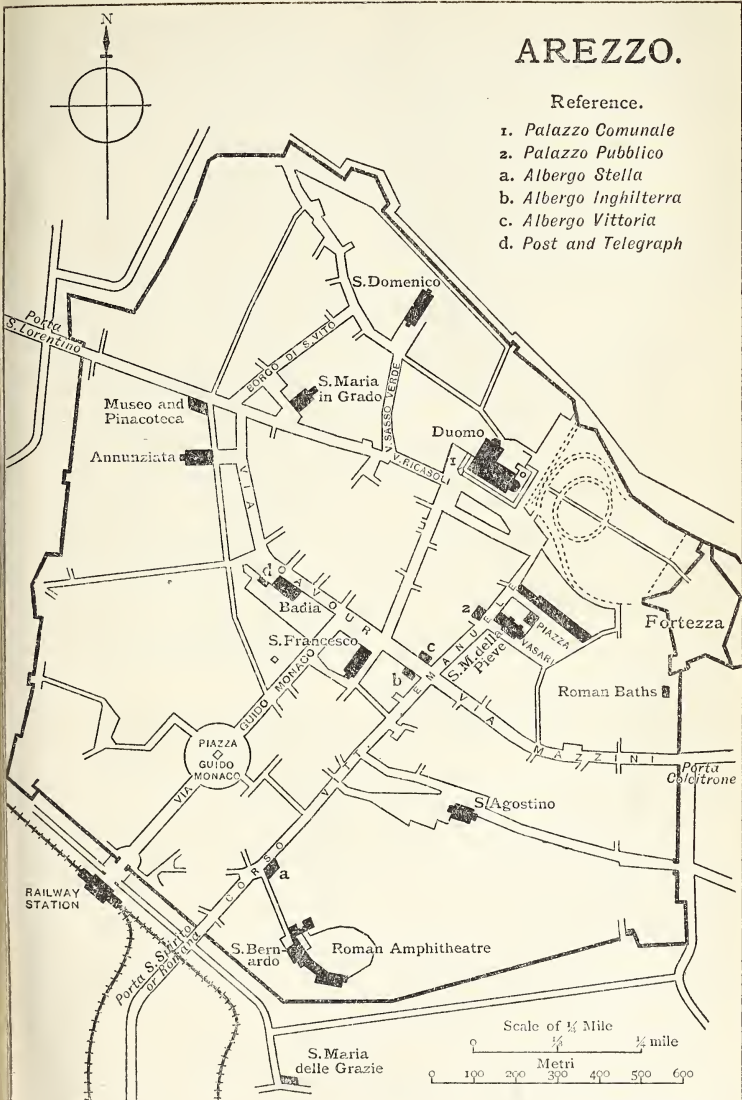 N
AREZZO.
Reference.
1. Palazzo Comunale
2. Palazzo Pubblico
a. Albergo Stella
b. Albergo Inghilterra
c. Albergo Vittoria
d. Post and Telegraph
S. Domenico
Porta
S. Lorentino
BORGO DI S. VITO
S. Maria
in Grado
V. SASSO VERDE
Museo and
Pinacoteca
Duomo
1
Annunziata
V. RICASOLI
VIA
CAVOUR
d
Badia
2
PIAZZA
VASARI
Fortezza
S. Francesco
c
S. M. della
Pieve
b
CORSO V. EMANUELE
Roman Baths
VIA GUIDO MONACO
PIAZZA
GUIDO
MONACO
VIA MAZZINI
Porta
Colcitrone
S. Agostino
a
RAILWAY
STATION
Porta S. Spirito
or Romana
S. Bern-
ardo
Roman Amphitheatre
Scale of ¼ Mile
0 ⅛ ¼ mile
S. Maria
delle Grazie
Metri
0 100 200 300 400 500 600